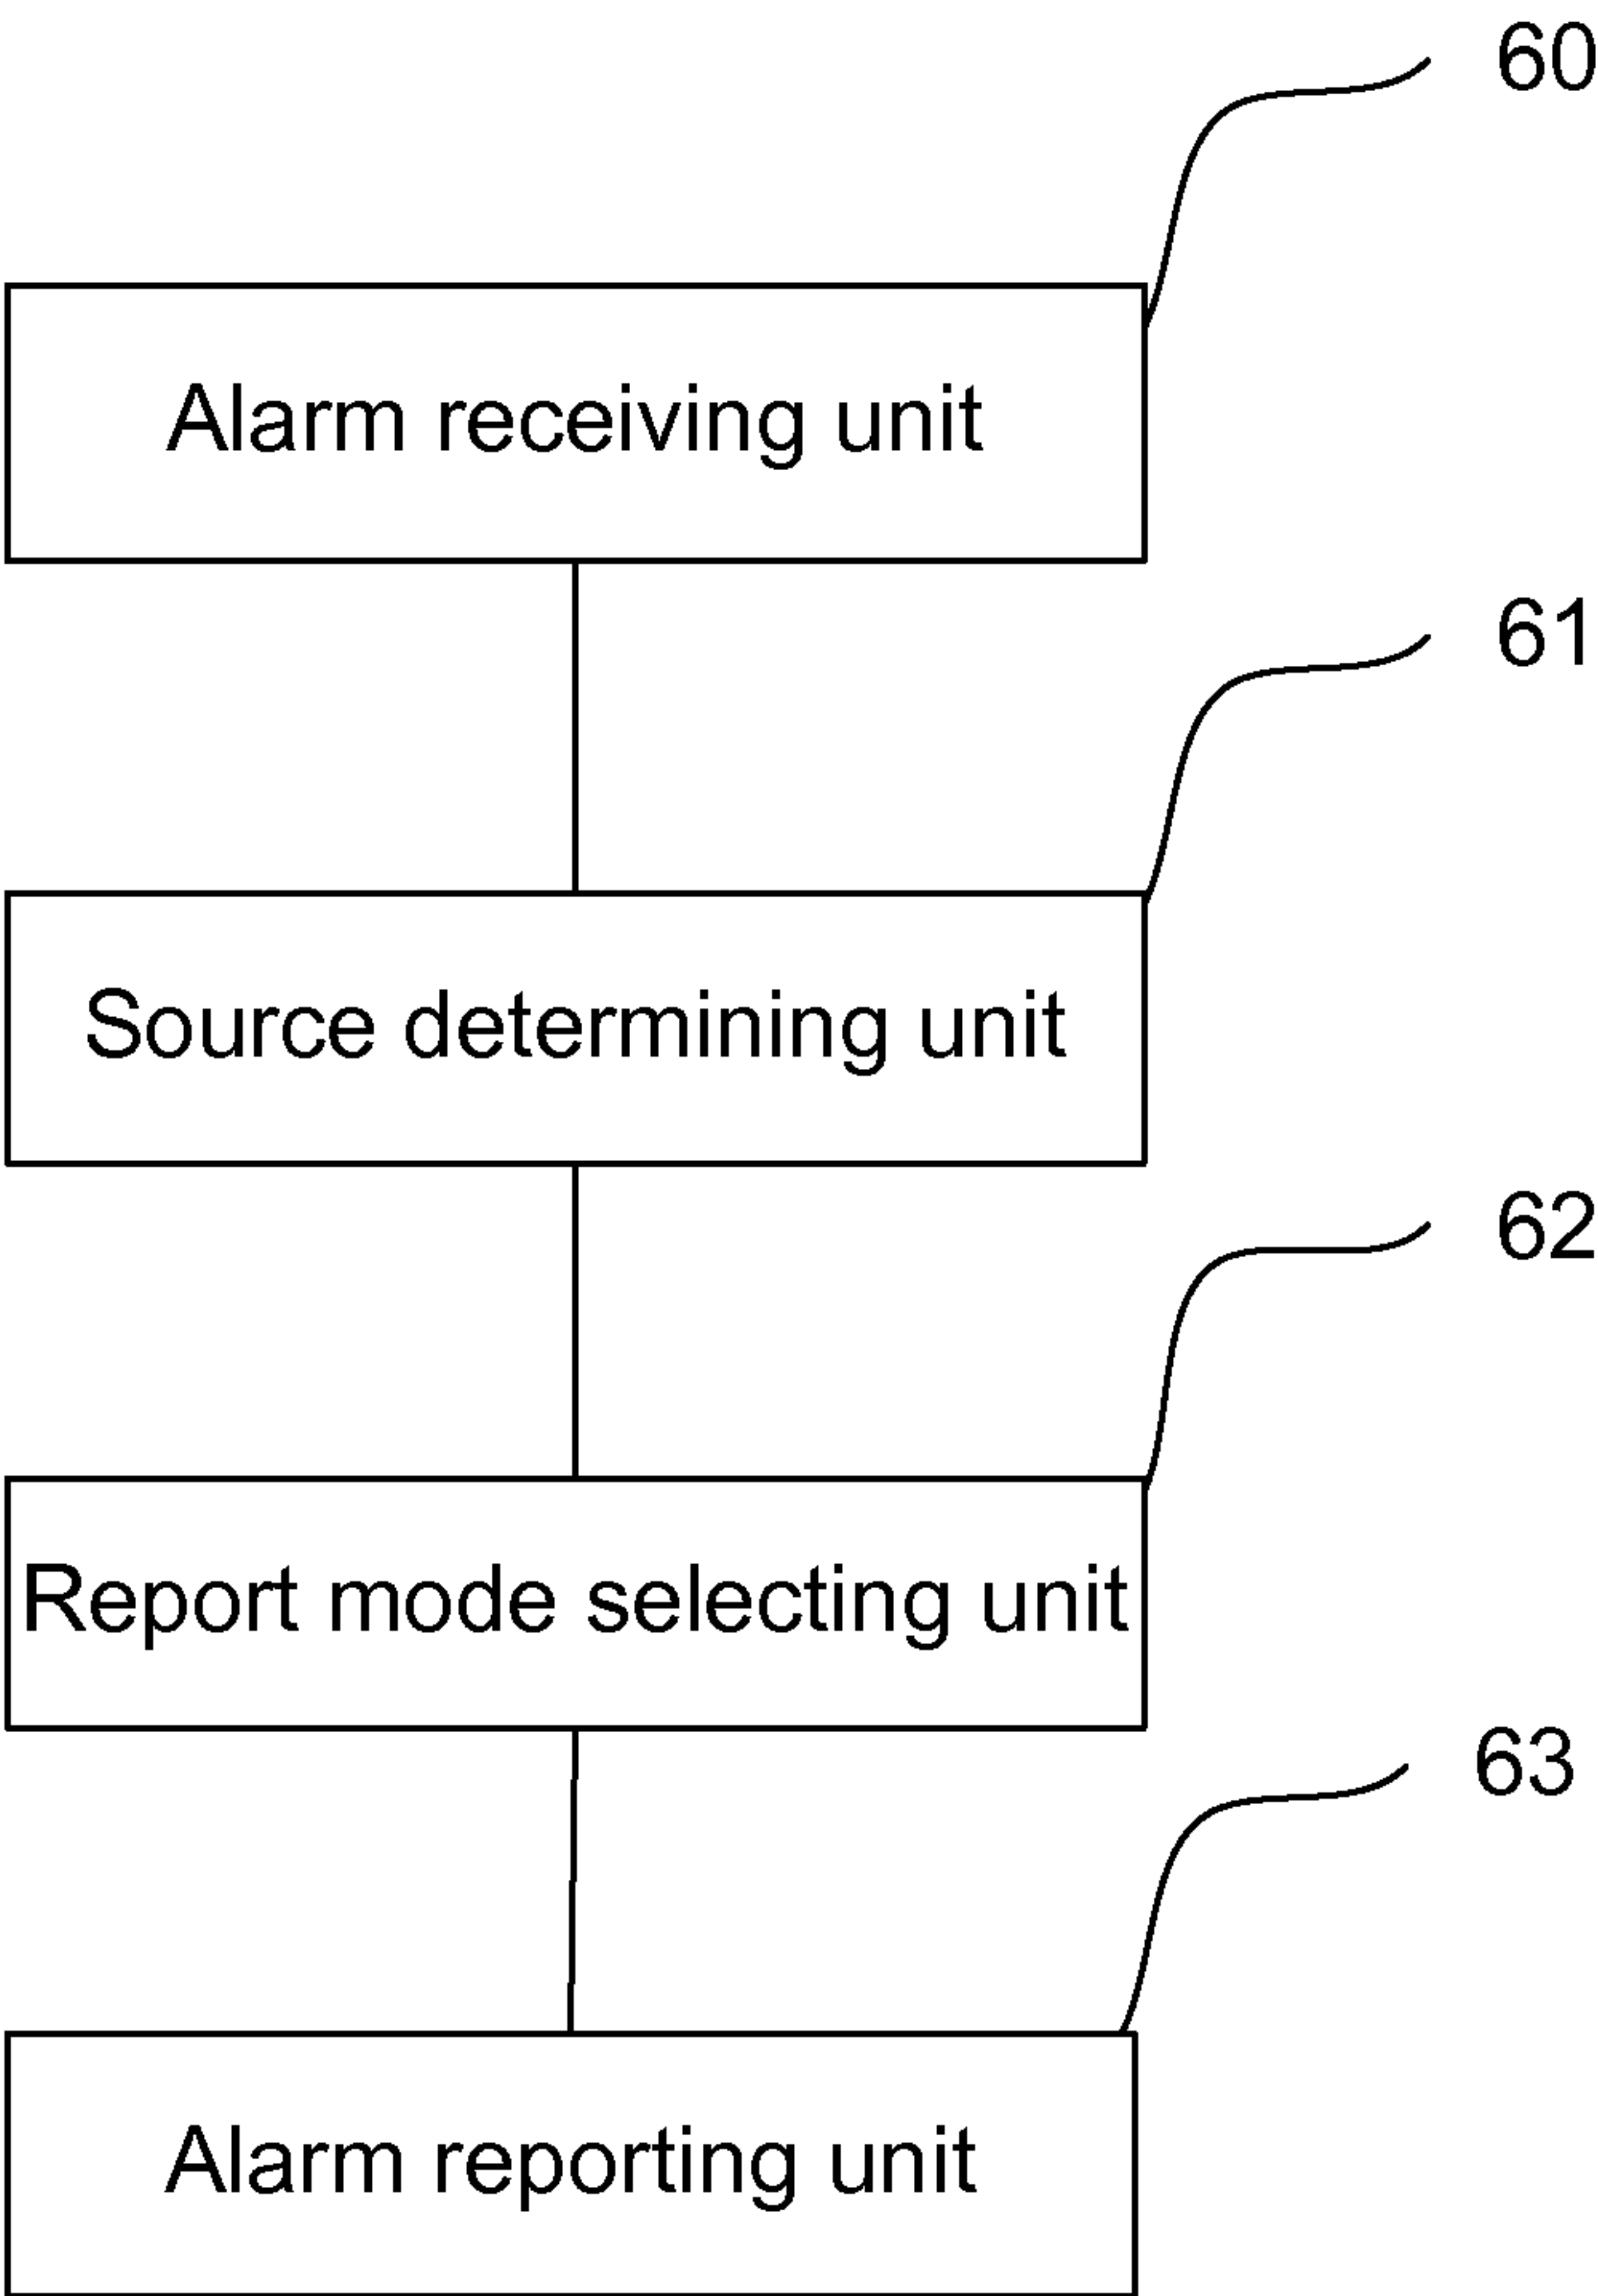 60
Alarm receiving unit
61
Source determining unit
62
Report mode selecting unit
63
Alarm reporting unit